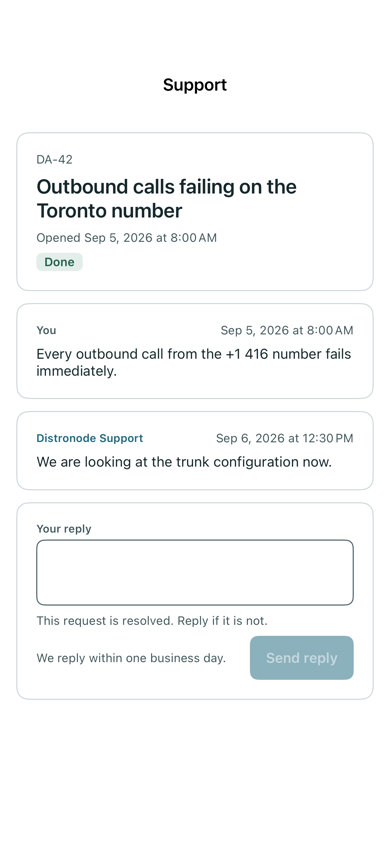 Support
DA-42
Outbound calls failing on the
Toronto number
Opened Sep 5, 2026 at 8:00 AM
Done
You
Sep 5, 2026 at 8:00 AM
Every outbound call from the +1 416 number fails
immediately.
Distronode Support
Sep 6, 2026 at 12:30 PM
We are looking at the trunk configuration now.
Your reply
This request is resolved. Reply if it is not.
We reply within one business day.
Send reply